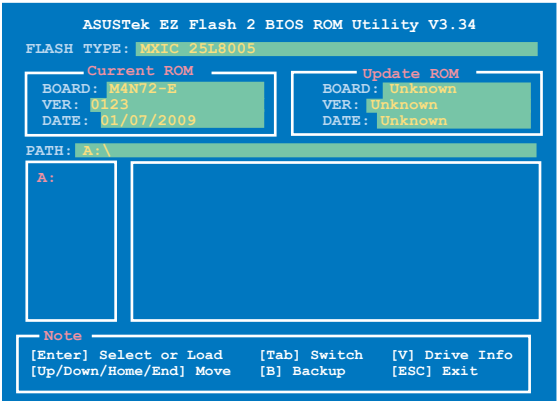 ASUSTek EZ Flash 2 BIOS ROM Utility V3.34
FLASH TYPE: MXIC 25L8005
Current ROM
BOARD: M4N72-E
VER: 0123
DATE: 01/07/2009
Update ROM
BOARD: Unknown
VER: Unknown
DATE: Unknown
PATH: A:\
A:
Note
[Enter] Select or Load [Tab] Switch [V] Drive Info
[Up/Down/Home/End] Move [B] Backup [ESC] Exit